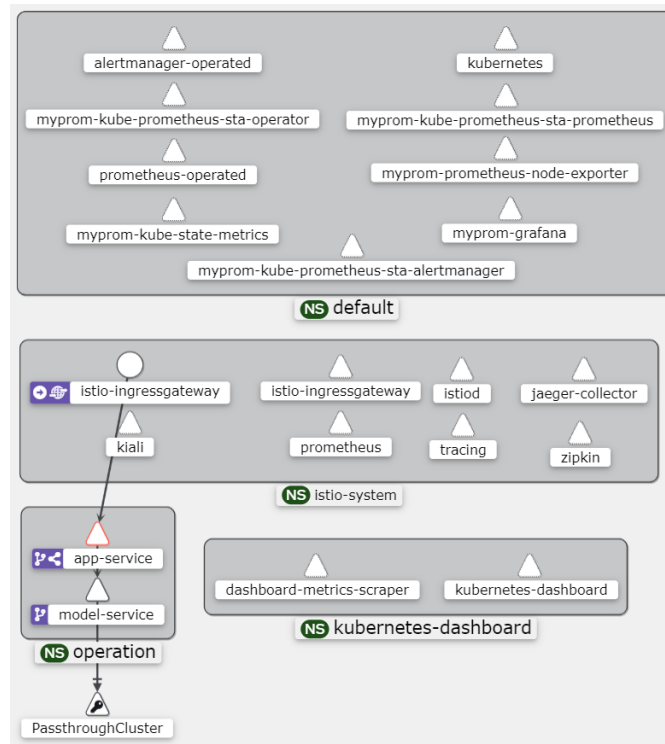 alertmanager-operated
kubernetes
myprom-kube-prometheus-sta-operator
myprom-kube-prometheus-sta-prometheus
prometheus-operated
myprom-prometheus-node-exporter
myprom-kube-state-metrics
myprom-grafana
myprom-kube-prometheus-sta-alertmanager
NS default
istio-ingressgateway
istio-ingressgateway
istiod
jaeger-collector
kiali
prometheus
tracing
zipkin
NS istio-system
app-service
model-service
NS operation
dashboard-metrics-scraper
kubernetes-dashboard
NS kubernetes-dashboard
PassthroughCluster